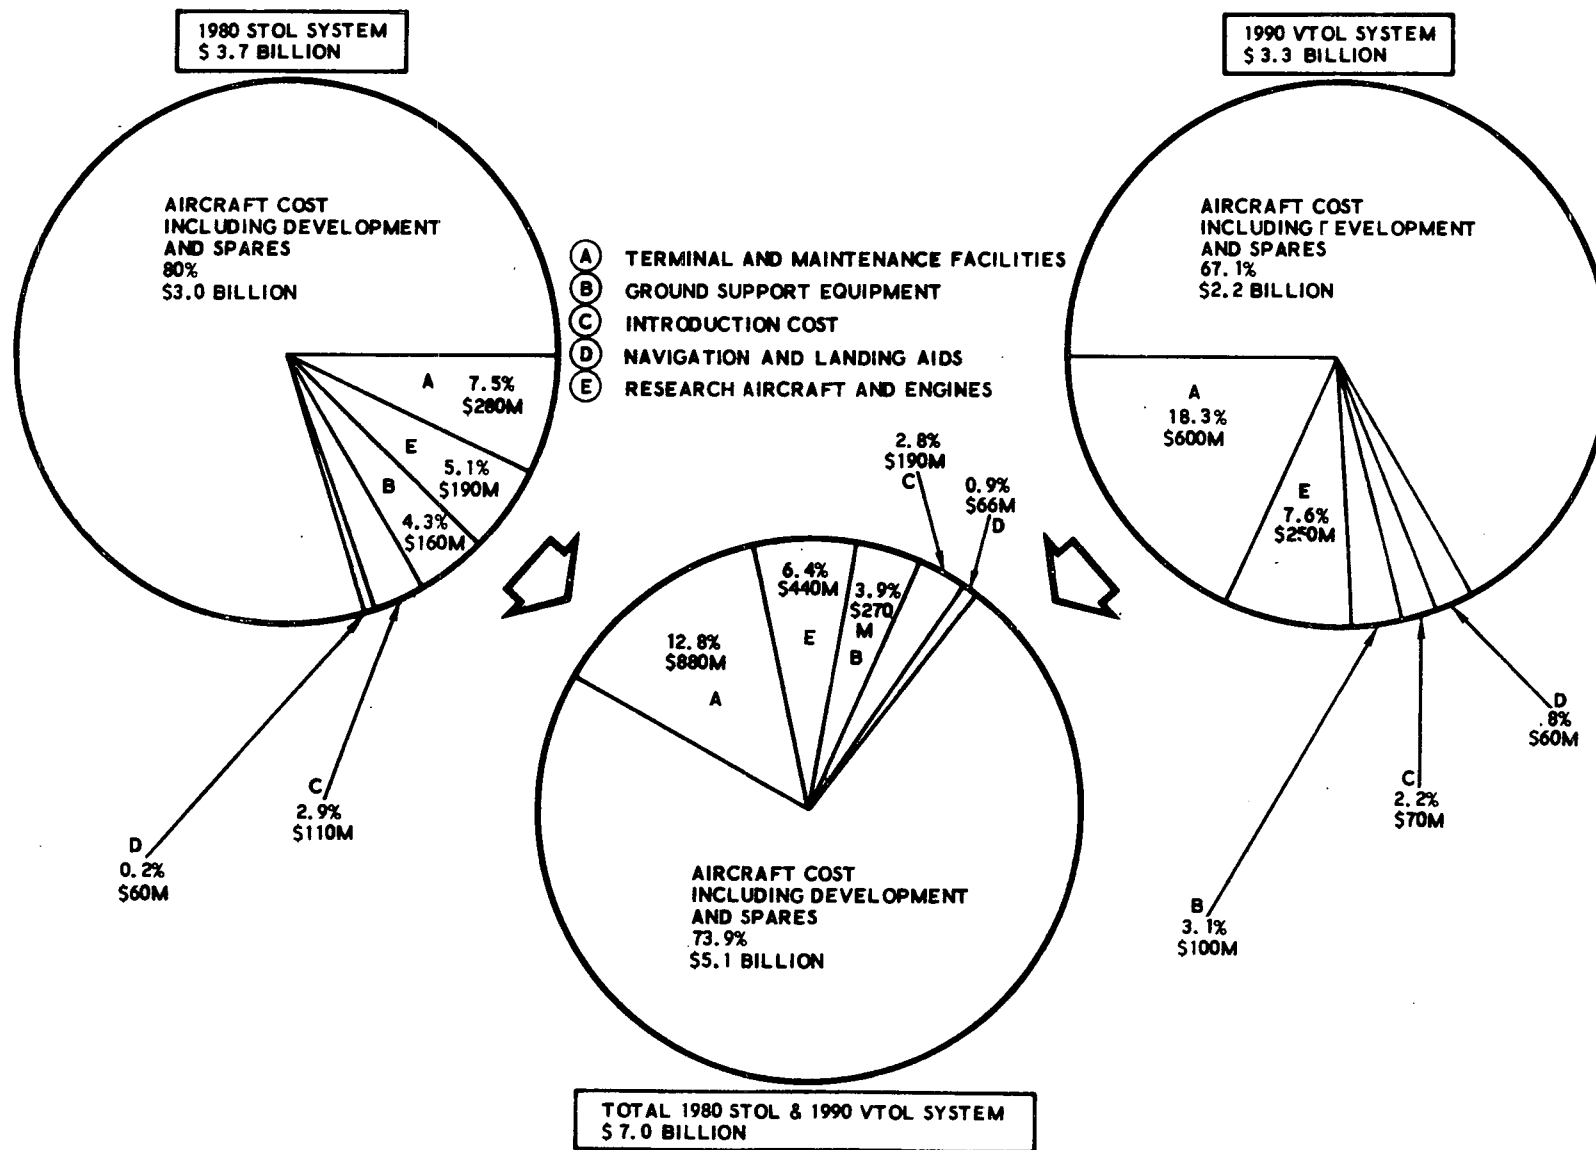 1980 STOL SYSTEM
$ 3.7 BILLION
AIRCRAFT COST
INCLUDING DEVELOPMENT
AND SPARES
80%
$3.0 BILLION
A 7.5%
$280M
E
5.1%
$190M
B
4.3%
$160M
C
2.9%
$110M
D
0.2%
$60M
A TERMINAL AND MAINTENANCE FACILITIES
B GROUND SUPPORT EQUIPMENT
C INTRODUCTION COST
D NAVIGATION AND LANDING AIDS
E RESEARCH AIRCRAFT AND ENGINES
1990 VTOL SYSTEM
$ 3.3 BILLION
AIRCRAFT COST
INCLUDING EVELOPMENT
AND SPARES
67.1%
$2.2 BILLION
A
18.3%
$600M
E
7.6%
$250M
D
.8%
$60M
C
2.2%
$70M
B
3.1%
$100M
2.8%
$190M
C
0.9%
$66M
D
6.4%
$440M
E
3.9%
$270
M
B
12.8%
$880M
A
AIRCRAFT COST
INCLUDING DEVELOPMENT
AND SPARES
73.9%
$5.1 BILLION
TOTAL 1980 STOL & 1990 VTOL SYSTEM
$ 7.0 BILLION